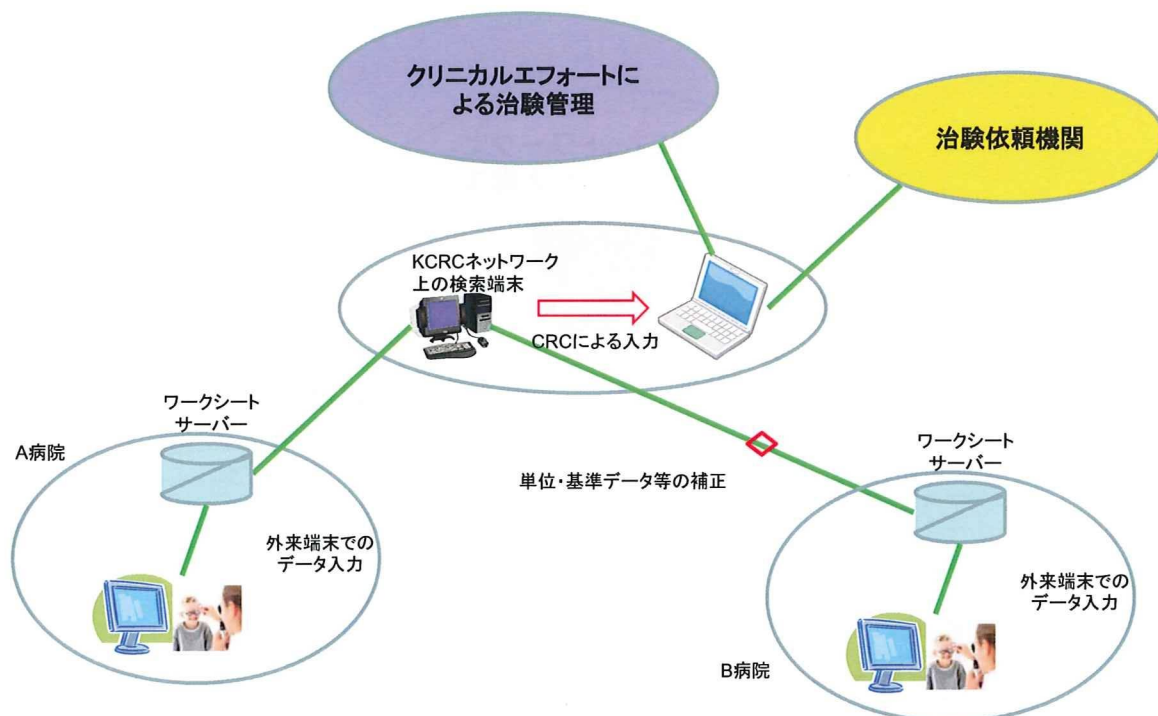 クリニカルエフォートに
よる治験管理
治験依頼機関
KCRCネットワーク
上の検索端末
CRCによる入力
ワークシート
サーバー
A病院
外来端末での
データ入力
単位・基準データ等の補正
ワークシート
サーバー
外来端末での
データ入力
B病院